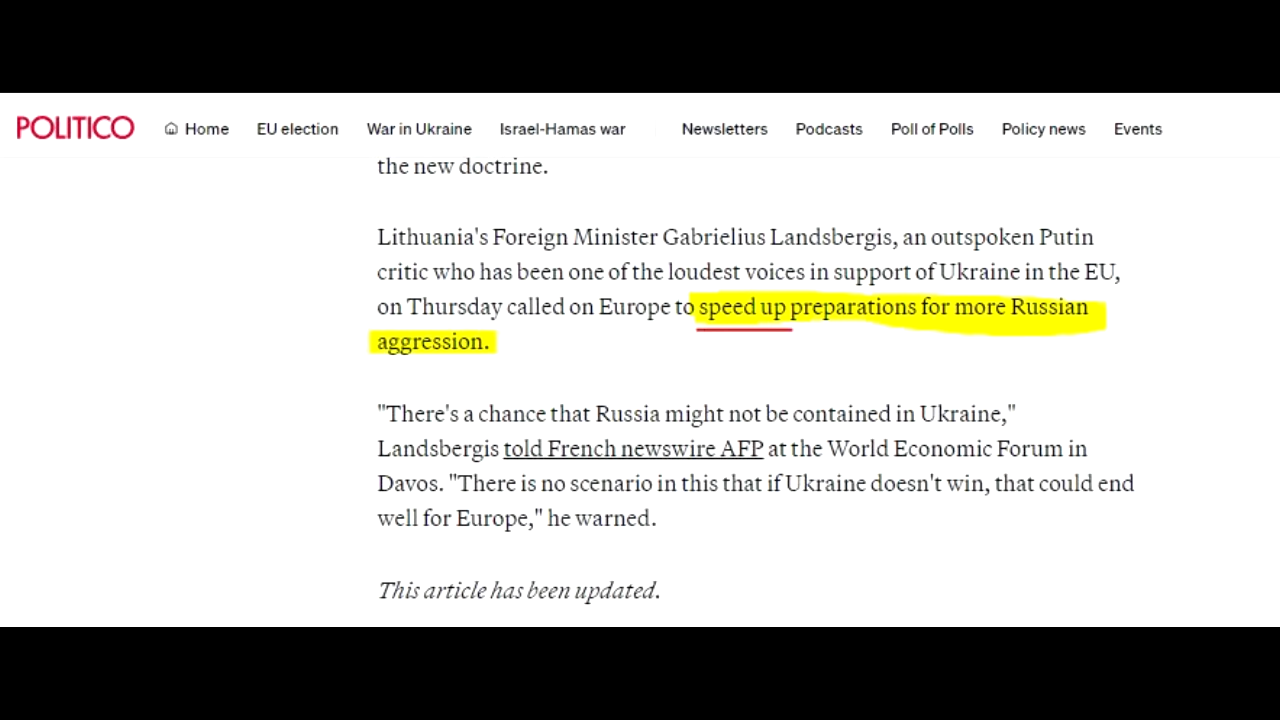 POLITICO Home EU election War in Ukraine Israel-Hamas war Newsletters Podcasts Poll of Polls Policy news Events
the new doctrine.
Lithuania's Foreign Minister Gabrielius Landsbergis, an outspoken Putin
critic who has been one of the loudest voices in support of Ukraine in the EU,
on Thursday called on Europe to speed up preparations for more Russian
aggression.
"There's a chance that Russia might not be contained in Ukraine,"
Landsbergis told French newswire AFP at the World Economic Forum in
Davos. "There is no scenario in this that if Ukraine doesn't win, that could end
well for Europe," he warned.
This article has been updated.